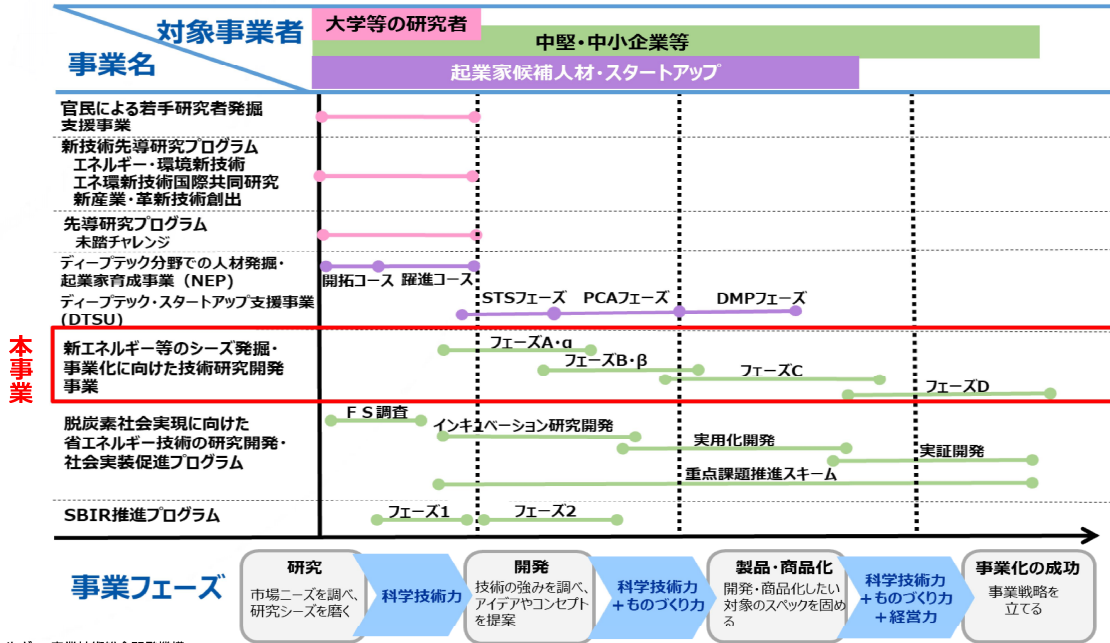 対象事業者
事業名
大学等の研究者
中堅・中小企業等
起業家候補人材・スタートアップ
官民による若手研究者発掘
支援事業
新技術先導研究プログラム
エネルギー・環境新技術
エネ環新技術国際共同研究
新産業・革新技術創出
先導研究プログラム
未踏チャレンジ
ディープテック分野での人材発掘・
起業家育成事業（NEP）
開拓コース 躍進コース
ディープテック・スタートアップ支援事業
(DTSU)
STSフェーズ PCAフェーズ DMPフェーズ
本事業
新エネルギー等のシーズ発掘・
事業化に向けた技術研究開発
事業
フェーズA・α
フェーズB・β
フェーズC
フェーズD
脱炭素社会実現に向けた
省エネルギー技術の研究開発・
社会実装促進プログラム
ＦＳ調査
インキュベーション研究開発
実用化開発
実証開発
重点課題推進スキーム
SBIR推進プログラム
フェーズ1 フェーズ2
事業フェーズ
研究
市場ニーズを調べ、
研究シーズを磨く
科学技術力
開発
技術の強みを調べ、
アイデアやコンセプト
を提案
科学技術力
+ものづくり力
製品・商品化
開発・商品化したい
対象のスペックを固め
る
科学技術力
+ものづくり力
+経営力
事業化の成功
事業戦略を
立てる